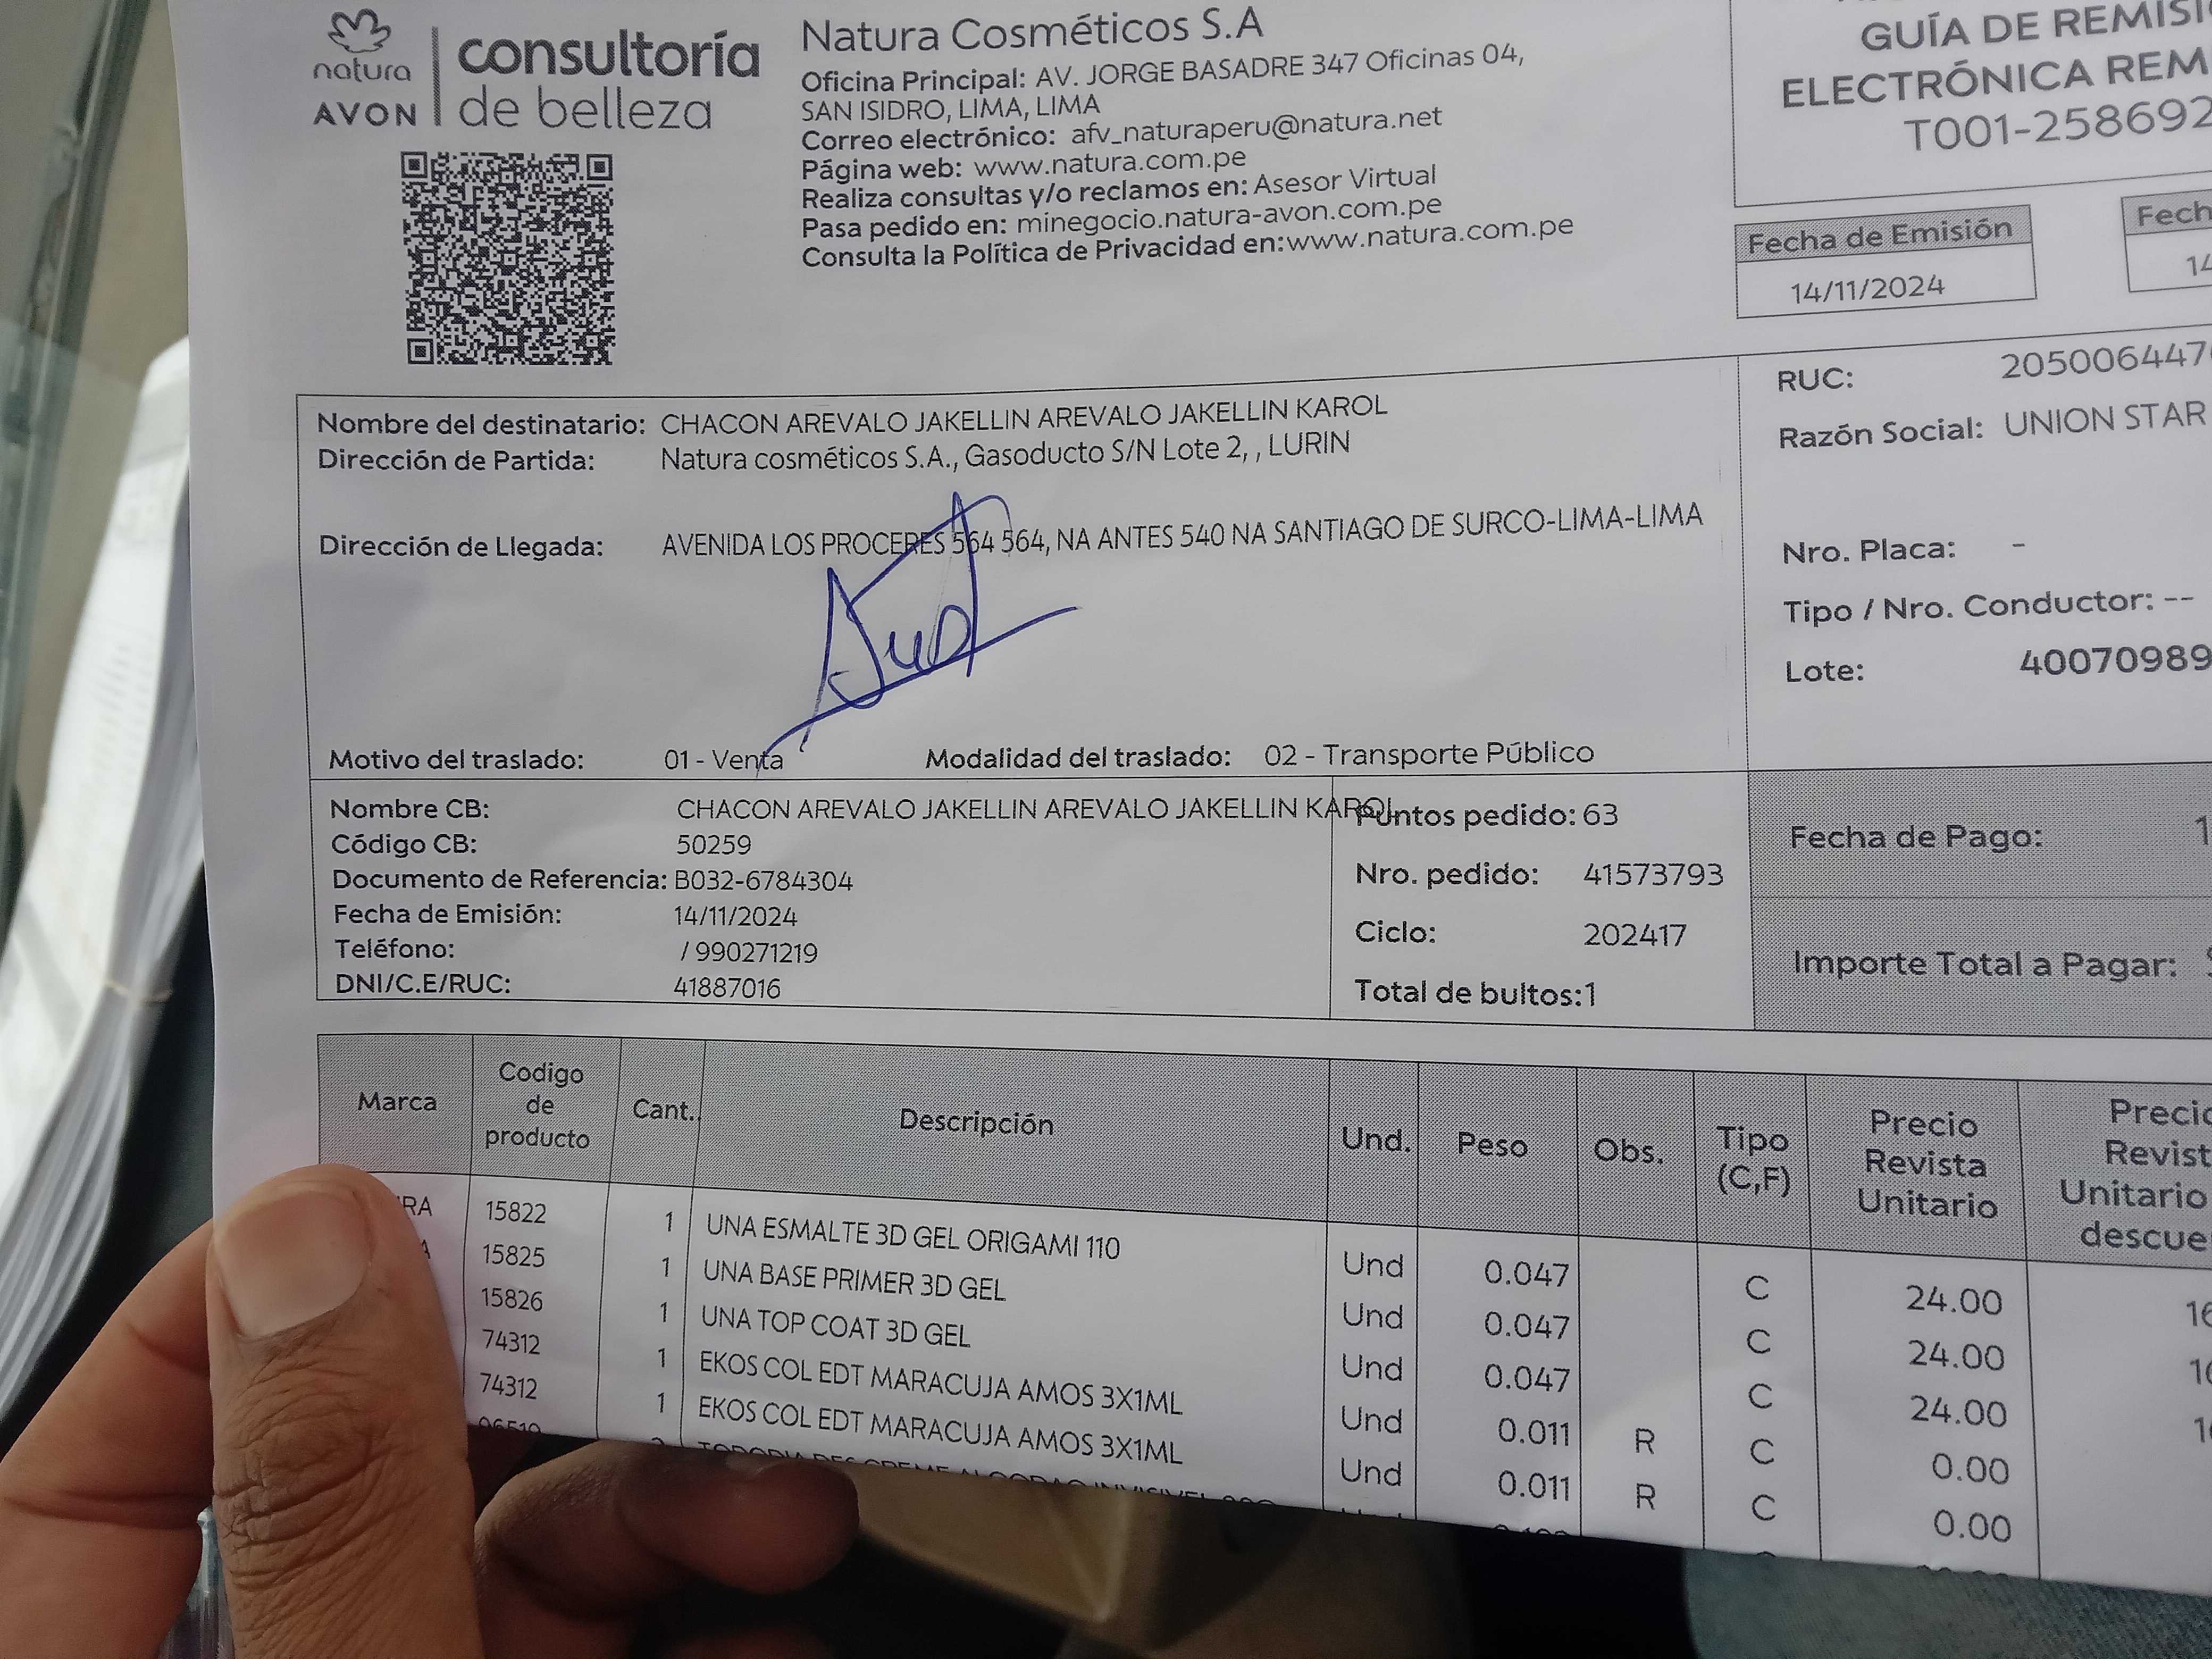 natura
AVON
consultoría
de belleza
Natura Cosméticos S.A
Oficina Principal: AV. JORGE BASADRE 347 Oficinas 04,
SAN ISIDRO, LIMA, LIMA
Correo electrónico: afv_naturaperu@natura.net
Página web: www.natura.com.pe
Realiza consultas y/o reclamos en: Asesor Virtual
Pasa pedido en: minegocio.natura-avon.com.pe
Consulta la Política de Privacidad en:www.natura.com.pe
GUÍA DE REMISI
ELECTRÓNICA REM
T001-258692
Fecha de Emisión
14/11/2024
Fech
14
Nombre del destinatario: CHACON AREVALO JAKELLIN AREVALO JAKELLIN KAROL
Dirección de Partida: Natura cosméticos S.A., Gasoducto S/N Lote 2, , LURIN
Dirección de Llegada: AVENIDA LOS PROCERES 564 564, NA ANTES 540 NA SANTIAGO DE SURCO-LIMA-LIMA
Motivo del traslado: 01 - Venta Modalidad del traslado: 02 - Transporte Público
RUC: 2050064447
Razón Social: UNION STAR
Nro. Placa: -
Tipo / Nro. Conductor: --
Lote: 40070989
Nombre CB: CHACON AREVALO JAKELLIN AREVALO JAKELLIN KAROL
Código CB: 50259
Documento de Referencia: B032-6784304
Fecha de Emisión: 14/11/2024
Teléfono: / 990271219
DNI/C.E/RUC: 41887016
Puntos pedido: 63
Nro. pedido: 41573793
Ciclo: 202417
Total de bultos:1
Fecha de Pago: 1
Importe Total a Pagar:
Marca Codigo de producto Cant. Descripción Und. Peso Obs. Tipo (C,F) Precio Revista Unitario Precio Revist Unitario descue
RA 15822 1 UNA ESMALTE 3D GEL ORIGAMI 110 Und 0.047 C 24.00 16
A 15825 1 UNA BASE PRIMER 3D GEL Und 0.047 C 24.00 16
15826 1 UNA TOP COAT 3D GEL Und 0.047 C 24.00 16
74312 1 EKOS COL EDT MARACUJA AMOS 3X1ML Und 0.011 R C 0.00
74312 1 EKOS COL EDT MARACUJA AMOS 3X1ML Und 0.011 R C 0.00